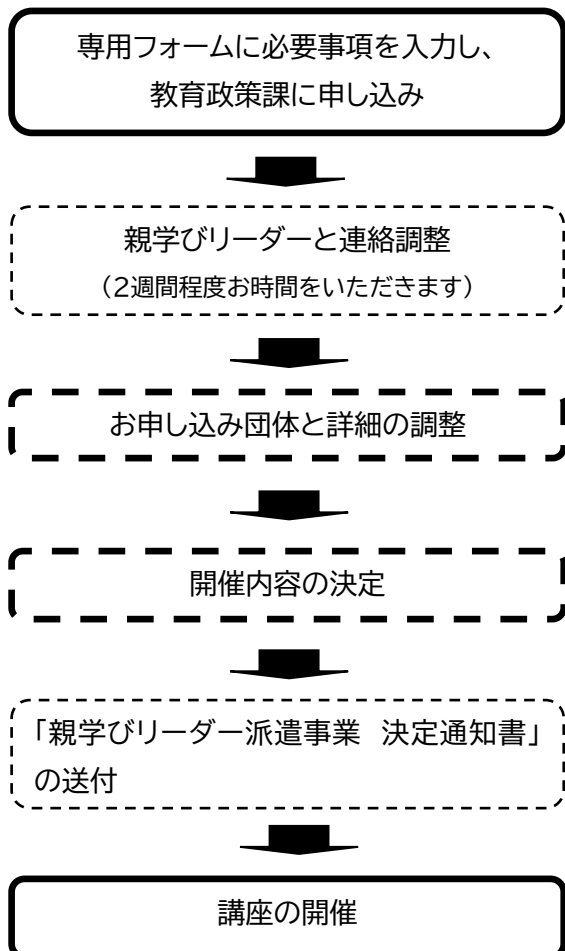 専用フォームに必要事項を入力し、
教育政策課に申し込み
親学びリーダーと連絡調整
（2週間程度お時間をいただきます）
お申し込み団体と詳細の調整
開催内容の決定
「親学びリーダー派遣事業　決定通知書」
の送付
講座の開催